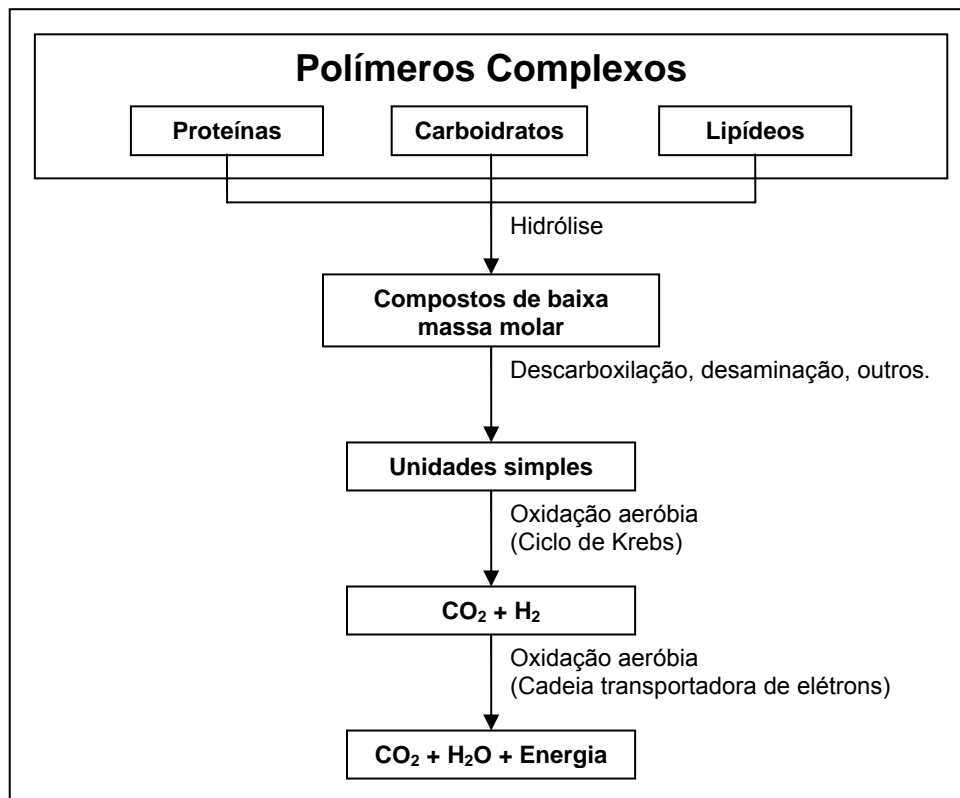 Polímeros Complexos
Proteínas Carboidratos Lipídeos
Hidrólise
Compostos de baixa
massa molar
Descarboxilação, desaminação, outros.
Unidades simples
Oxidação aeróbia
(Ciclo de Krebs)
CO₂ + H₂
Oxidação aeróbia
(Cadeia transportadora de elétrons)
CO₂ + H₂O + Energia